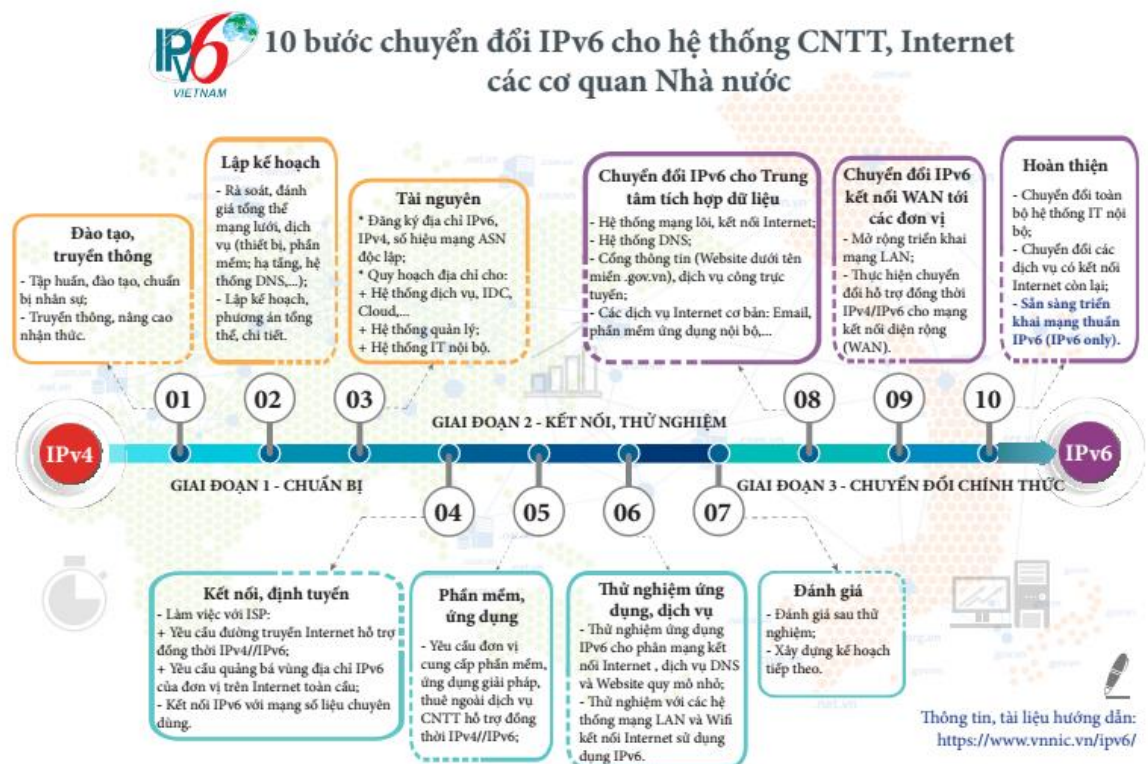 IPv6
VIETNAM
10 bước chuyển đổi IPv6 cho hệ thống CNTT, Internet
các cơ quan Nhà nước
Đào tạo,
truyền thông
- Tập huấn, đào tạo, chuẩn
bị nhân sự;
- Truyền thông, nâng cao
nhận thức.
Lập kế hoạch
- Rà soát, đánh
giá tổng thể
mạng lưới, dịch
vụ (thiết bị, phần
mềm; hạ tầng, hệ
thống DNS,...);
- Lập kế hoạch,
phương án tổng
thể, chi tiết.
Tài nguyên
* Đăng ký địa chỉ IPv6,
IPv4, số hiệu mạng ASN
độc lập;
* Quy hoạch địa chỉ cho:
+ Hệ thống dịch vụ, IDC,
Cloud,...
+ Hệ thống quản lý;
+ Hệ thống IT nội bộ.
Chuyển đổi IPv6 cho Trung
tâm tích hợp dữ liệu
- Hệ thống mạng lõi, kết nối Internet;
- Hệ thống DNS;
- Cổng thông tin (Website dưới tên
miền .gov.vn), dịch vụ công trực
tuyến;
- Các dịch vụ Internet cơ bản: Email,
phần mềm ứng dụng nội bộ,...
Chuyển đổi IPv6
kết nối WAN tới
các đơn vị
- Mở rộng triển khai
mạng LAN;
- Thực hiện chuyển
đổi hỗ trợ đồng thời
IPv4/IPv6 cho mạng
kết nối diện rộng
(WAN).
Hoàn thiện
- Chuyển đổi toàn
bộ hệ thống IT nội
bộ;
- Chuyển đổi các
dịch vụ có kết nối
Internet còn lại;
- Sẵn sàng triển
khai mạng thuần
IPv6 (IPv6 only).
01
02
03
08
09
10
GIAI ĐOẠN 2 - KẾT NỐI, THỬ NGHIỆM
IPv4
IPv6
GIAI ĐOẠN 1 - CHUẨN BỊ
GIAI ĐOẠN 3 - CHUYỂN ĐỔI CHÍNH THỨC
04
05
06
07
Kết nối, định tuyến
- Làm việc với ISP:
+ Yêu cầu đường truyền Internet hỗ trợ
đồng thời IPv4//IPv6;
+ Yêu cầu quảng bá vùng địa chỉ IPv6
của đơn vị trên Internet toàn cầu;
- Kết nối IPv6 với mạng số liệu chuyên
dùng.
Phần mềm,
ứng dụng
- Yêu cầu đơn vị
cung cấp phần mềm,
ứng dụng giải pháp,
thuê ngoài dịch vụ
CNTT hỗ trợ đồng
thời IPv4//IPv6;
Thử nghiệm ứng
dụng, dịch vụ
- Thử nghiệm ứng dụng
IPv6 cho phân mạng kết
nối Internet , dịch vụ DNS
và Website quy mô nhỏ;
- Thử nghiệm với các hệ
thống mạng LAN và Wifi
kết nối Internet sử dụng
dụng IPv6.
Đánh giá
- Đánh giá sau thử
nghiệm;
- Xây dựng kế hoạch
tiếp theo.
Thông tin, tài liệu hướng dẫn:
https://www.vnnic.vn/ipv6/